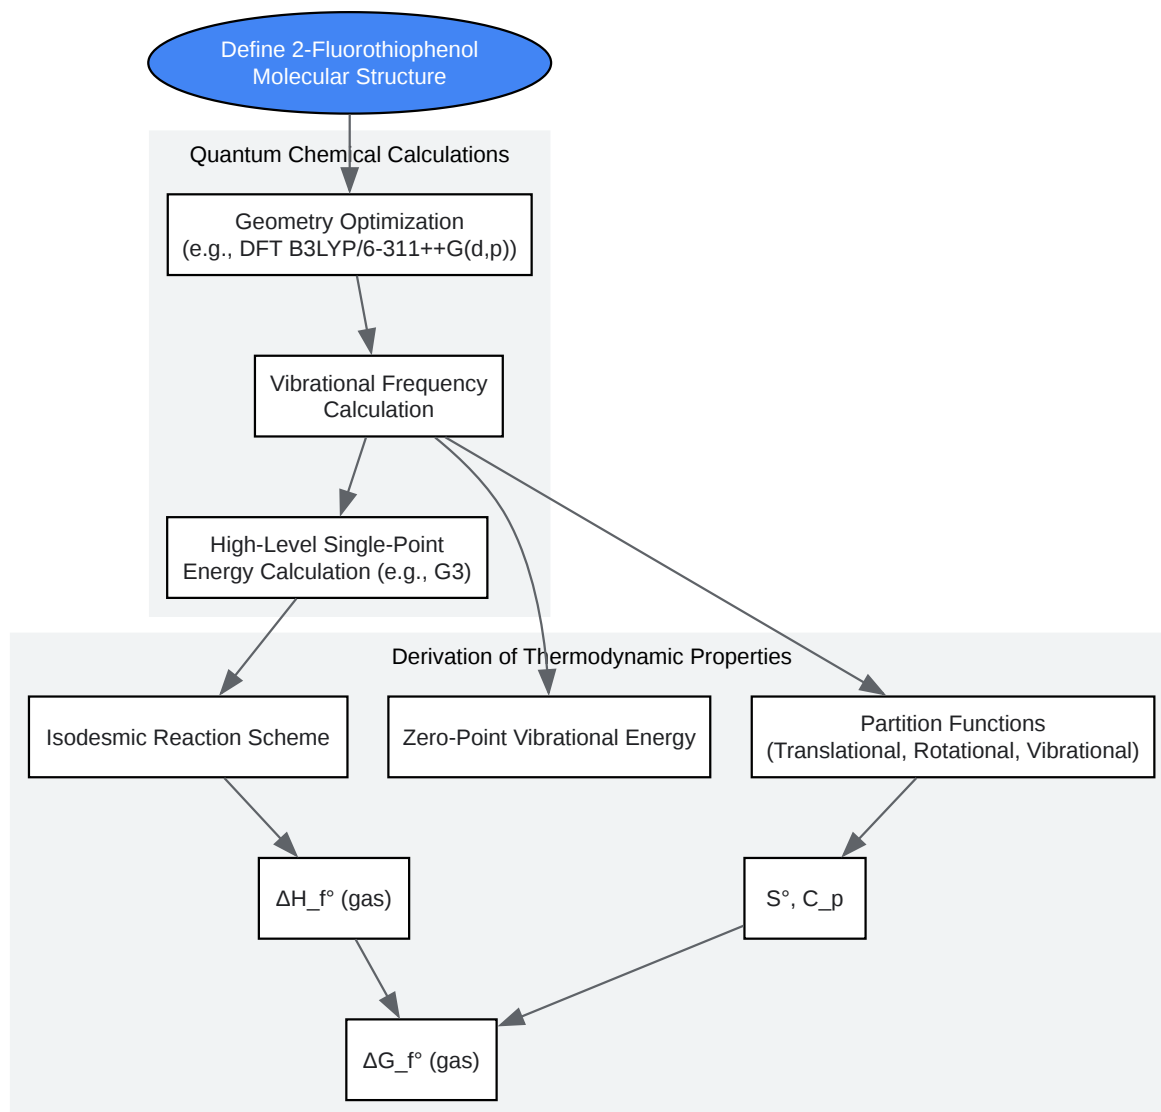 Define 2-Fluorothiophenol
Molecular Structure
Quantum Chemical Calculations
Geometry Optimization
(e.g., DFT B3LYP/6-311++G(d,p))
Vibrational Frequency
Calculation
High-Level Single-Point
Energy Calculation (e.g., G3)
Derivation of Thermodynamic Properties
Isodesmic Reaction Scheme
Zero-Point Vibrational Energy
Partition Functions
(Translational, Rotational, Vibrational)
ΔH_f° (gas)
S°, C_p
ΔG_f° (gas)